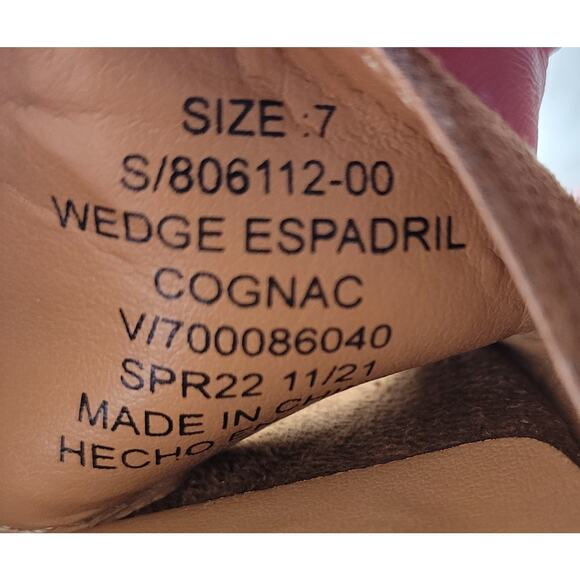 SIZE :7
S/806112-00
WEDGE ESPADRIL
COGNAC
V/700086040
SPR22 11/21
MADE IN
HECHO